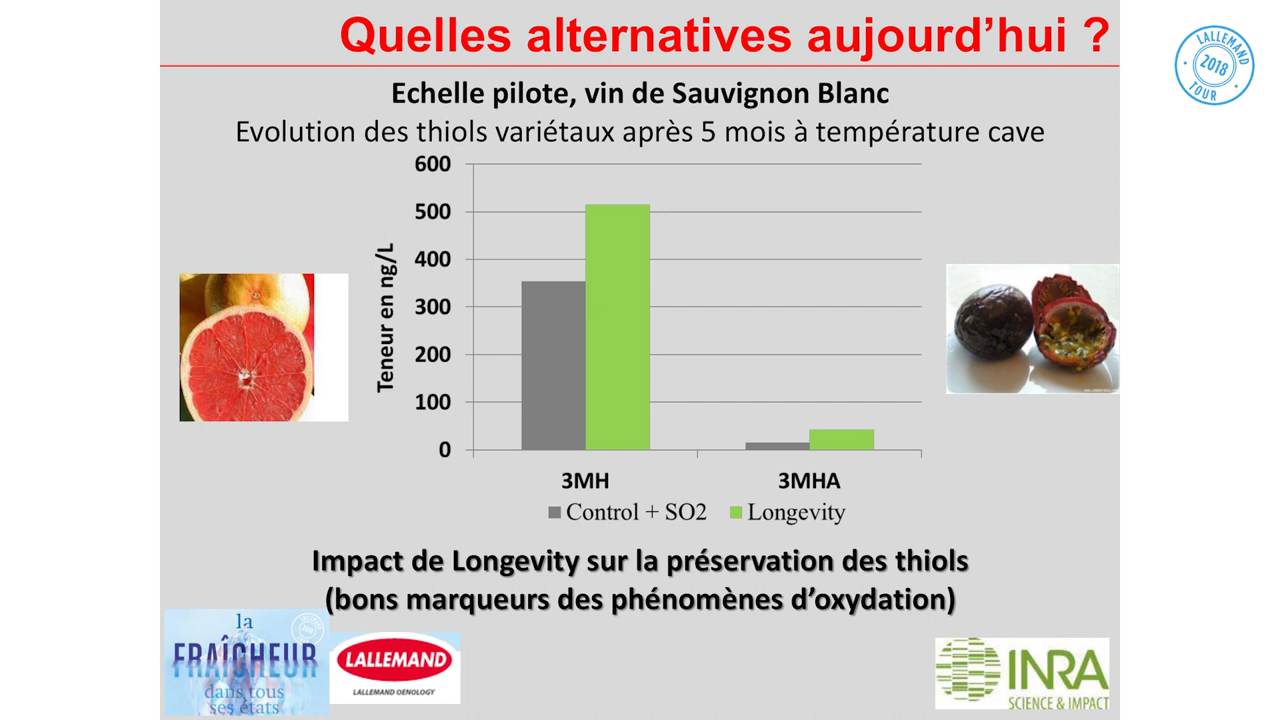 Quelles alternatives aujourd’hui ?
LALLEMAND
2018
TOUR
Echelle pilote, vin de Sauvignon Blanc
Evolution des thiols variétaux après 5 mois à température cave
Teneur en ng/L
600
500
400
300
200
100
0
3MH
3MHA
Control + SO2
Longevity
Impact de Longevity sur la préservation des thiols
(bons marqueurs des phénomènes d’oxydation)
la
FRAÎCHEUR
dans tous
ses états
LALLEMAND
LALLEMAND OENOLOGY
INRA
SCIENCE & IMPACT